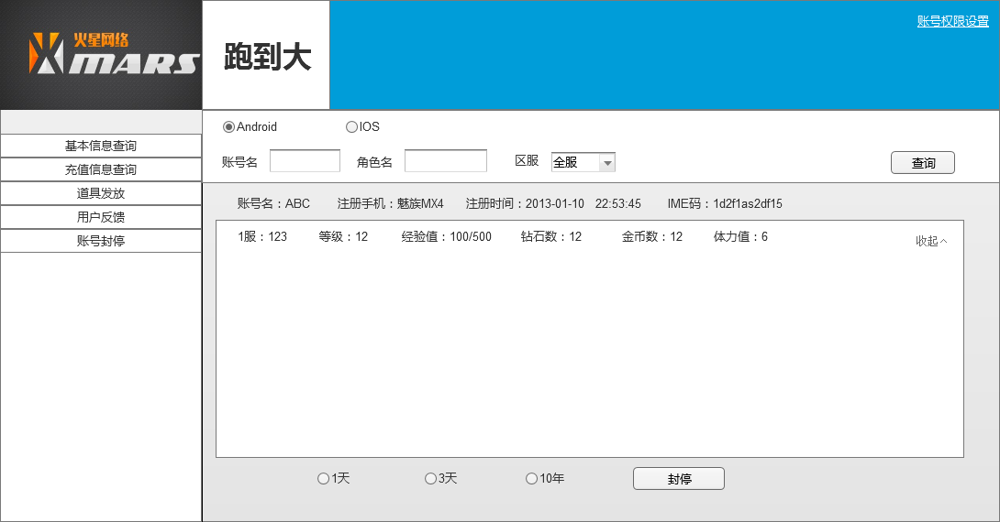 火星网络
MARS
跑到大
账号权限设置
基本信息查询
充值信息查询
道具发放
用户反馈
账号封停
Android IOS
账号名 角色名 区服 全服 查询
账号名：ABC 注册手机：魅族MX4 注册时间：2013-01-10 22:53:45 IME码：1d2f1as2df15
1服：123 等级：12 经验值：100/500 钻石数：12 金币数：12 体力值：6 收起
1天 3天 10年 封停